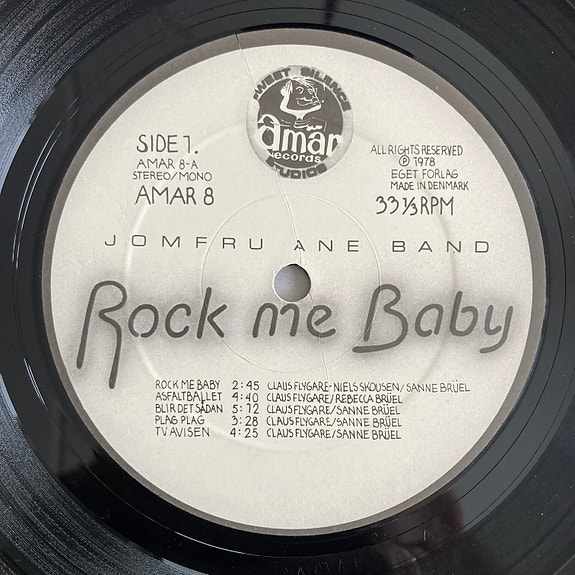 SWEET SILENCE
Amar
Records
STUDIOS
SIDE 1.
AMAR 8-A
STEREO/MONO
AMAR 8
ALL RIGHTS RESERVED
Ⓟ 1978
EGET FORLAG
MADE IN DENMARK
33 1/3 RPM
JOMFRU ANE BAND
Rock me Baby
ROCK ME BABY 2:45 CLAUS FLYGARE-NIELS SKOUSEN/SANNE BRÜEL
ASFALTBALLET 4:40 CLAUS FLYGARE/REBECCA BRÜEL
BLIR DET SÅDAN 5:12 CLAUS FLYGARE/SANNE BRÜEL
PLAG PLAG 3:28 CLAUS FLYGARE/SANNE BRÜEL
TV AVISEN 4:25 CLAUS FLYGARE/SANNE BRÜEL